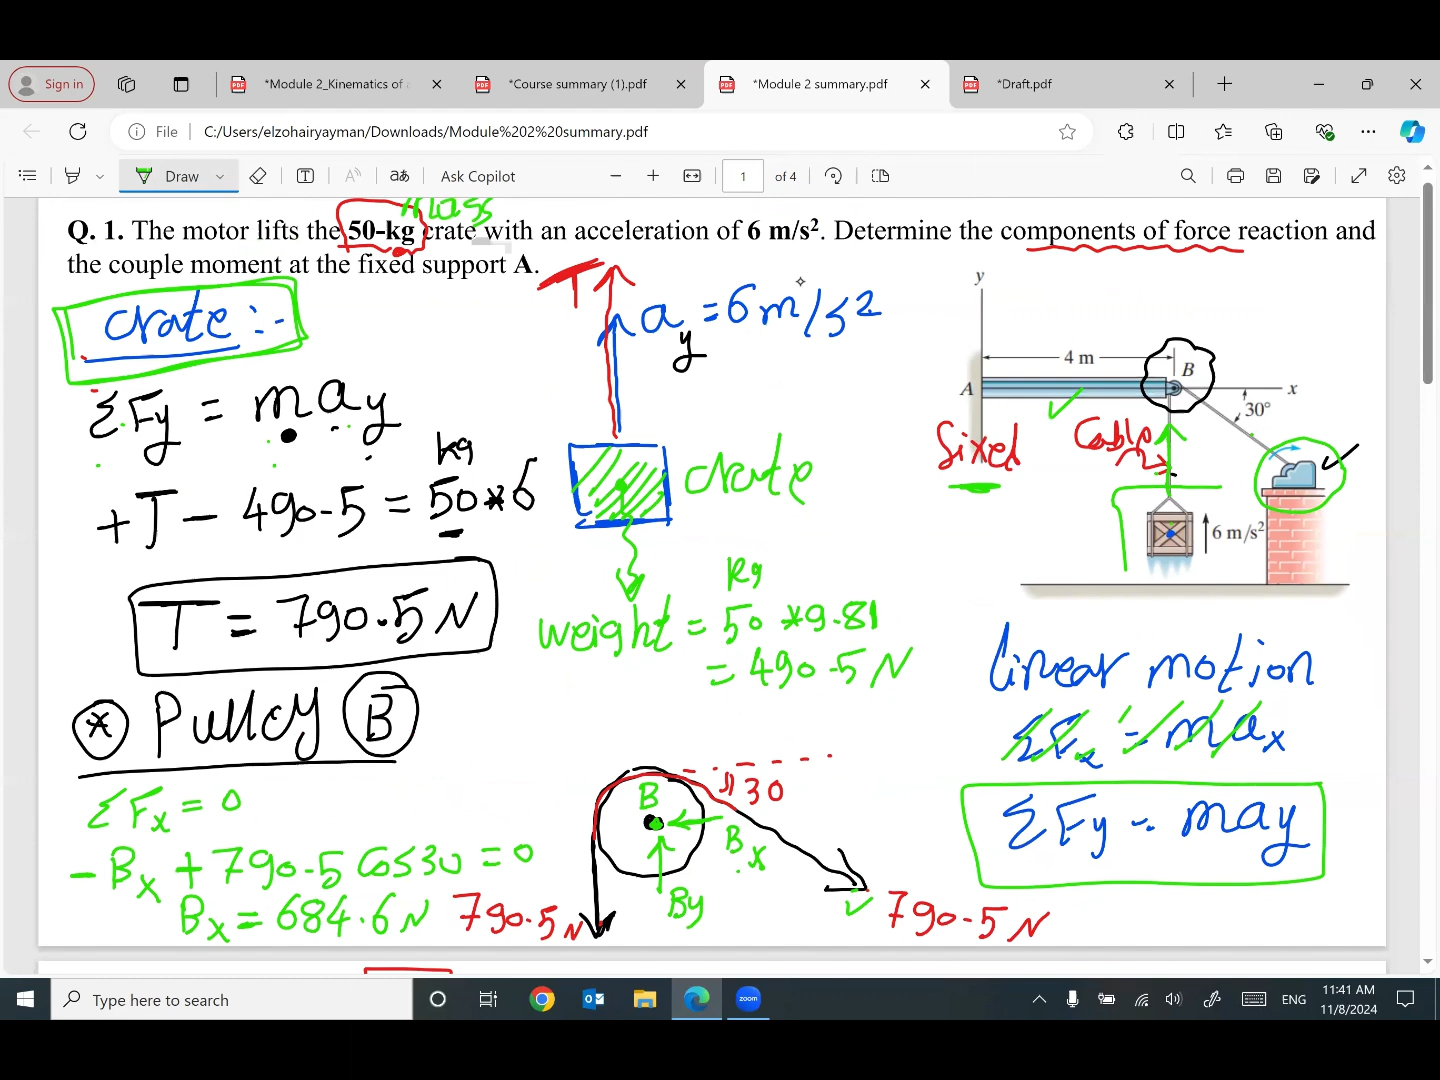 Sign in
*Module 2_Kinematics of
*Course summary (1).pdf
*Module 2 summary.pdf
*Draft.pdf
File
C:/Users/elzohairyayman/Downloads/Module%202%20summary.pdf
Draw
Ask Copilot
1 of 4
mass
Q. 1. The motor lifts the 50-kg crate with an acceleration of 6 m/s². Determine the components of force reaction and
the couple moment at the fixed support A.
Crate :-
T
a y = 6 m/s2
ΣFy = m a y
kg
+T - 490.5 = 50*6
T = 790.5 N
crate
kg
weight = 50 *9.81
= 490.5 N
y
4 m
B
A
x
30°
fixed
Cable
6 m/s²
linear motion
ΣFx = max
ΣFy = may
* Pulley B
ΣFx = 0
- Bx + 790.5 cos30 = 0
Bx = 684.6 N
790.5 N
B
30
Bx
By
790.5 N
Type here to search
zoom
ENG
11:41 AM
11/8/2024